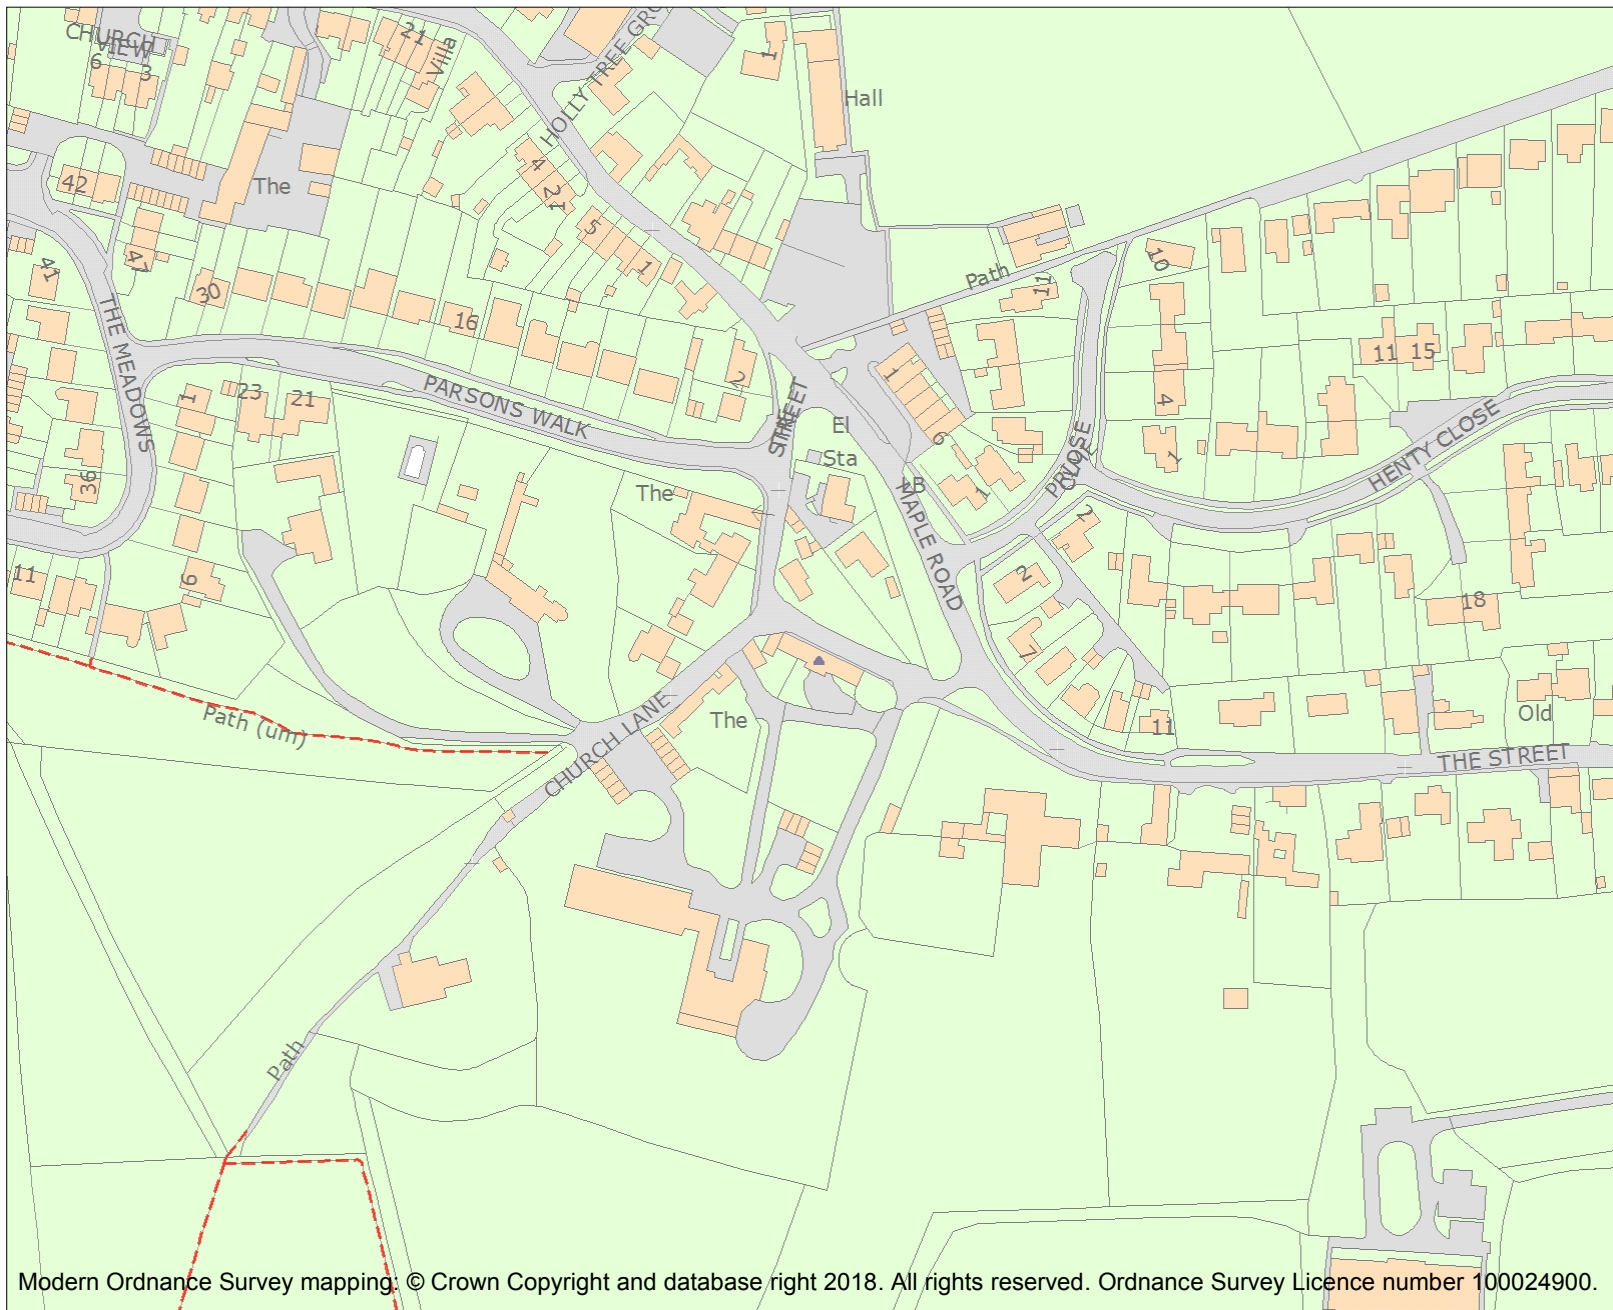 CHURCH
VIEW
6
3
21
Villa
HOLLY TREE GRO
1
Hall
42
The
4
21
5
1
41
47
30
16
Path
11
10
THE MEADOWS
PARSONS WALK
2
1
23
21
STREET
El
Sta
1
6
4
11
15
1
HENTY CLOSE
36
The
MAPLE ROAD
LB
1
CLOSE
2
2
11
9
7
18
Path (um)
CHURCH LANE
The
11
Old
THE STREET
Path
Modern Ordnance Survey mapping: © Crown Copyright and database right 2018. All rights reserved. Ordnance Survey Licence number 100024900.